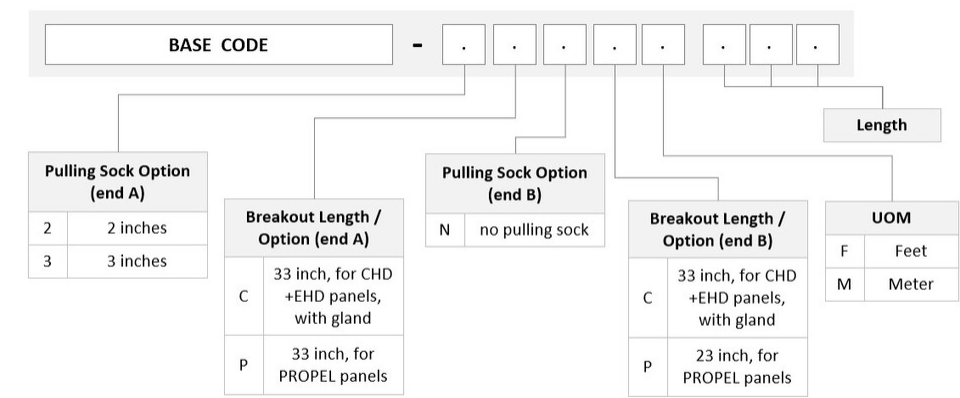 BASE CODE - . . . . . . . .
Length
Pulling Sock Option
(end A)
2 2 inches
3 3 inches
Breakout Length /
Option (end A)
C 33 inch, for CHD
+EHD panels,
with gland
P 33 inch, for
PROPEL panels
Pulling Sock Option
(end B)
N no pulling sock
Breakout Length /
Option (end B)
C 33 inch, for CHD
+EHD panels,
with gland
P 23 inch, for
PROPEL panels
UOM
F Feet
M Meter